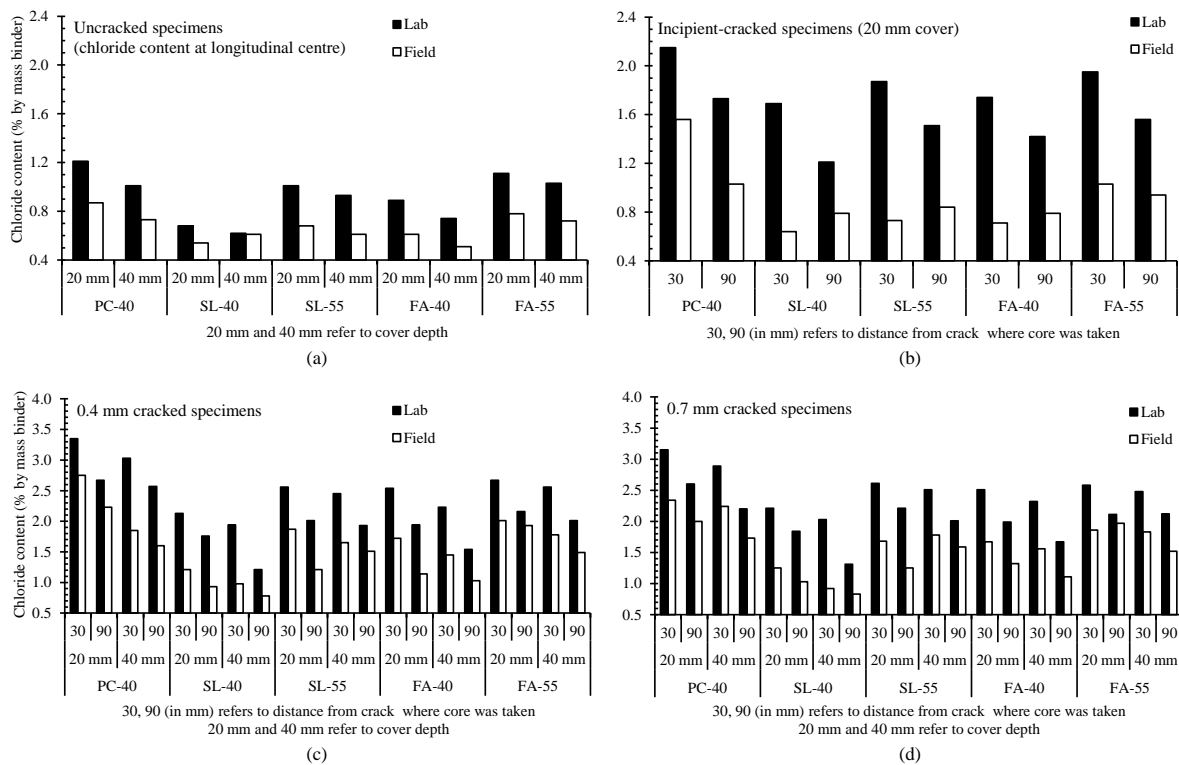 Chloride content (% by mass binder)
2.4
2.0
1.6
1.2
0.8
0.4
Uncracked specimens
(chloride content at longitudinal centre)
Lab
Field
20 mm 40 mm 20 mm 40 mm 20 mm 40 mm 20 mm 40 mm 20 mm 40 mm
PC-40 SL-40 SL-55 FA-40 FA-55
20 mm and 40 mm refer to cover depth
(a)
2.4
2.0
1.6
1.2
0.8
0.4
Incipient-cracked specimens (20 mm cover)
Lab
Field
30 90 30 90 30 90 30 90 30 90
PC-40 SL-40 SL-55 FA-40 FA-55
30, 90 (in mm) refers to distance from crack where core was taken
(b)
Chloride content (% by mass binder)
4.0
3.5
3.0
2.5
2.0
1.5
1.0
0.5
0.4 mm cracked specimens
Lab
Field
30 90 30 90 30 90 30 90 30 90 30 90 30 90 30 90 30 90 30 90
20 mm 40 mm 20 mm 40 mm 20 mm 40 mm 20 mm 40 mm 20 mm 40 mm
PC-40 SL-40 SL-55 FA-40 FA-55
30, 90 (in mm) refers to distance from crack where core was taken
20 mm and 40 mm refer to cover depth
(c)
4.0
3.5
3.0
2.5
2.0
1.5
1.0
0.5
0.7 mm cracked specimens
Lab
Field
30 90 30 90 30 90 30 90 30 90 30 90 30 90 30 90 30 90 30 90
20 mm 40 mm 20 mm 40 mm 20 mm 40 mm 20 mm 40 mm 20 mm 40 mm
PC-40 SL-40 SL-55 FA-40 FA-55
30, 90 (in mm) refers to distance from crack where core was taken
20 mm and 40 mm refer to cover depth
(d)